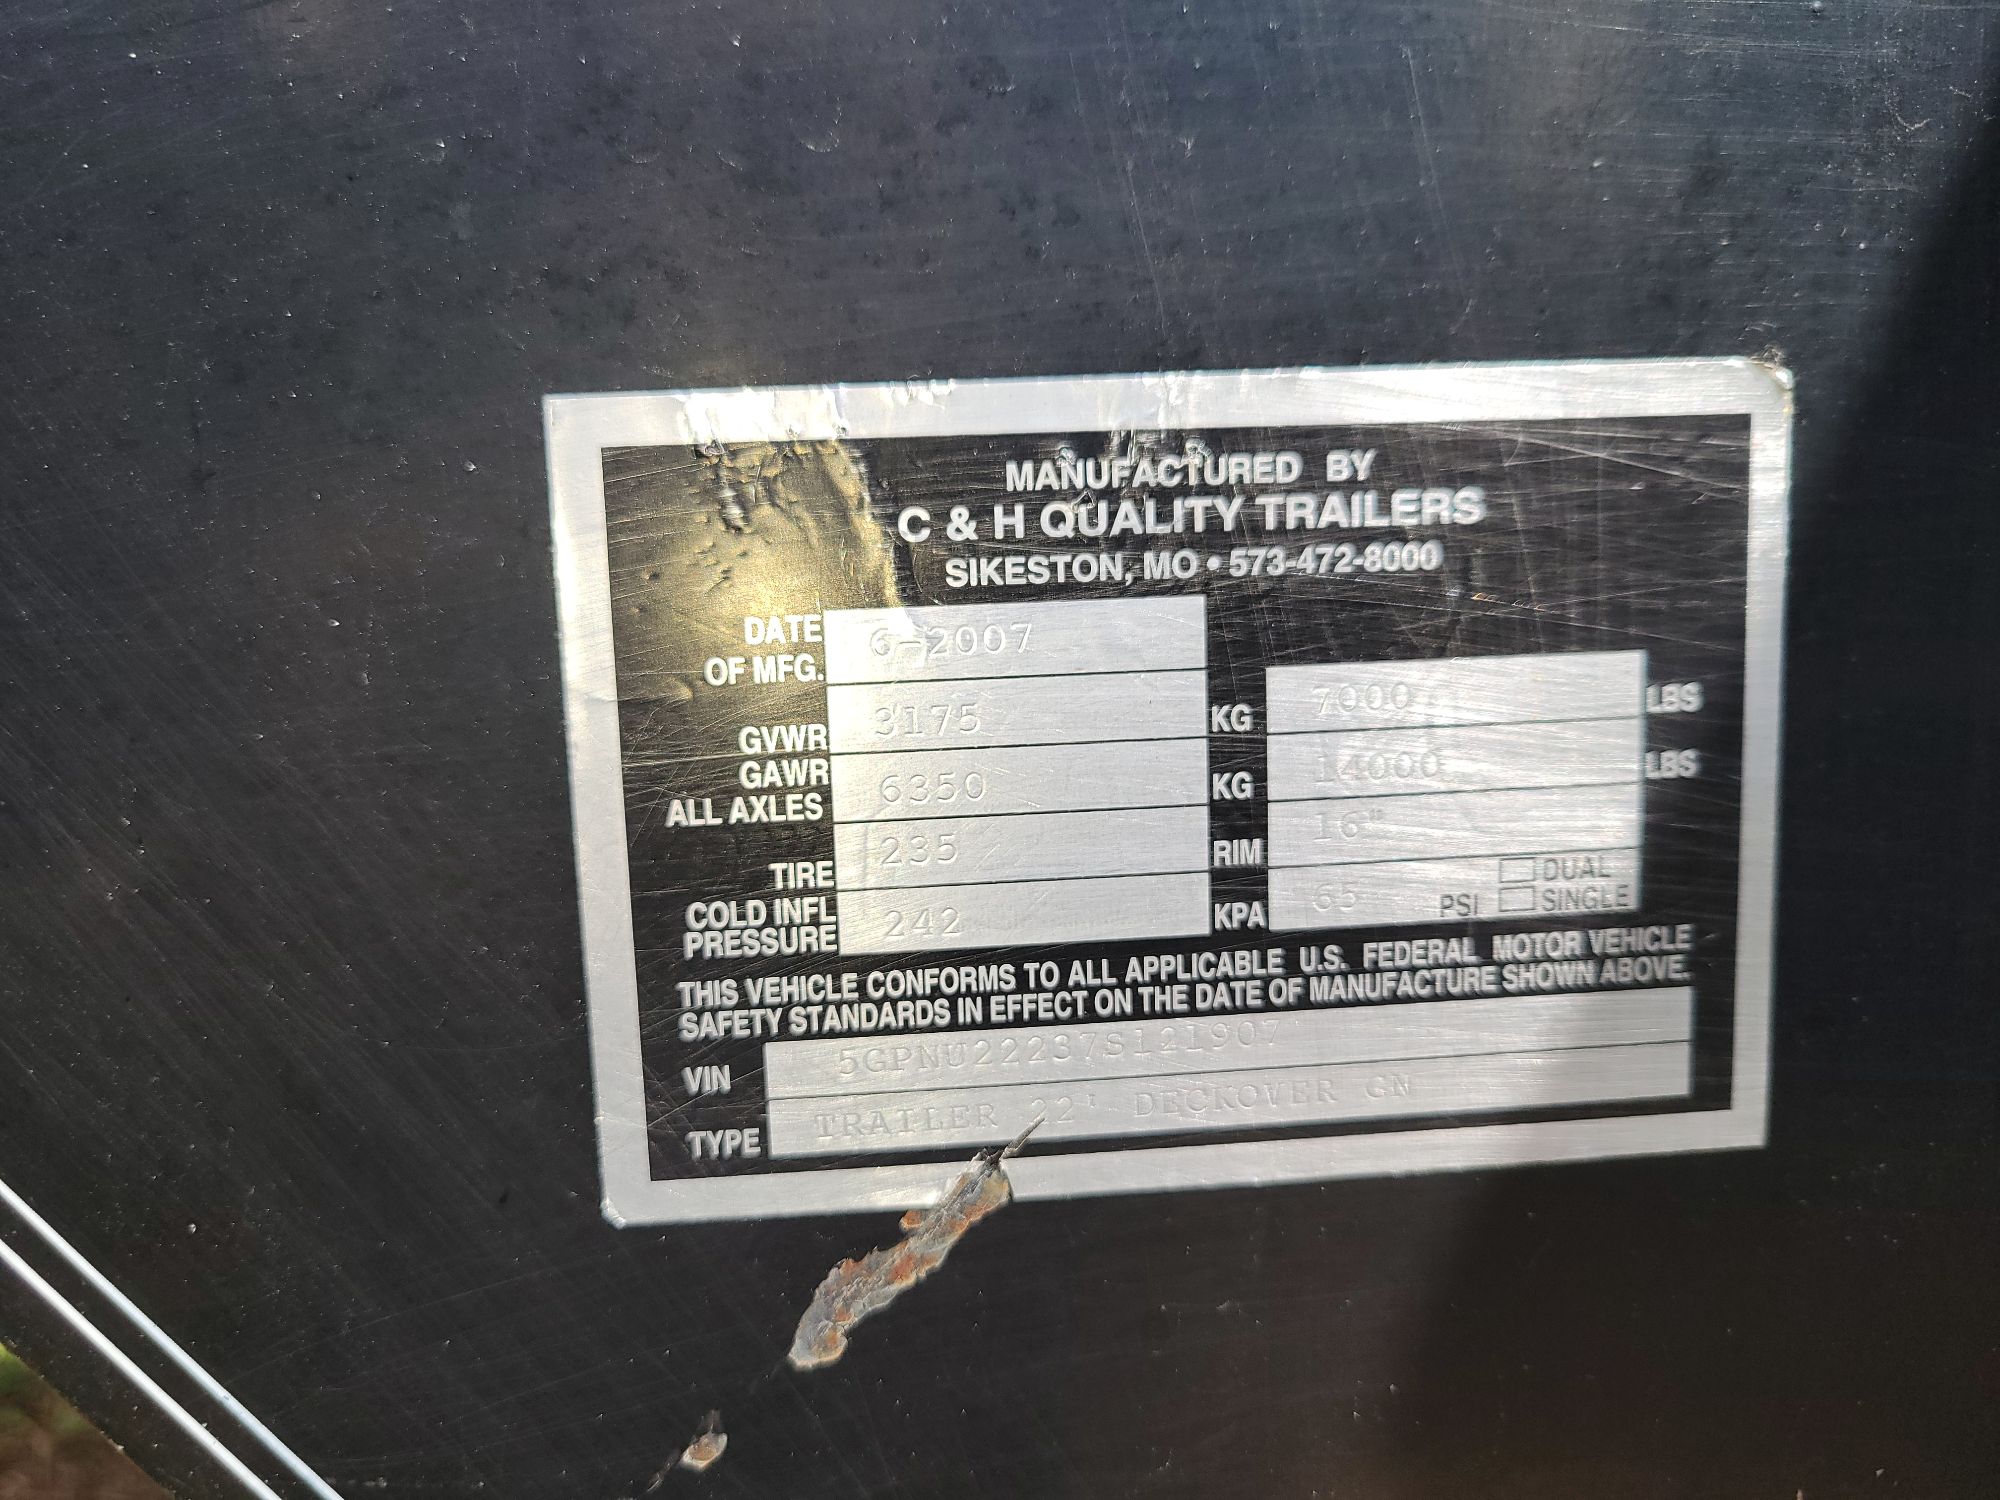 MANUFACTURED BY
C & H QUALITY TRAILERS
SIKESTON, MO • 573-472-8000
DATE OF MFG. 6-2007
GVWR 3175 KG 7000 LBS
GAWR ALL AXLES 6350 KG 14000 LBS
TIRE 235 RIM 16"
COLD INFL PRESSURE 242 KPA 65 PSI DUAL SINGLE
THIS VEHICLE CONFORMS TO ALL APPLICABLE U.S. FEDERAL MOTOR VEHICLE
SAFETY STANDARDS IN EFFECT ON THE DATE OF MANUFACTURE SHOWN ABOVE.
VIN 5GPNU22237S121907
TYPE TRAILER 22' DECKOVER GN